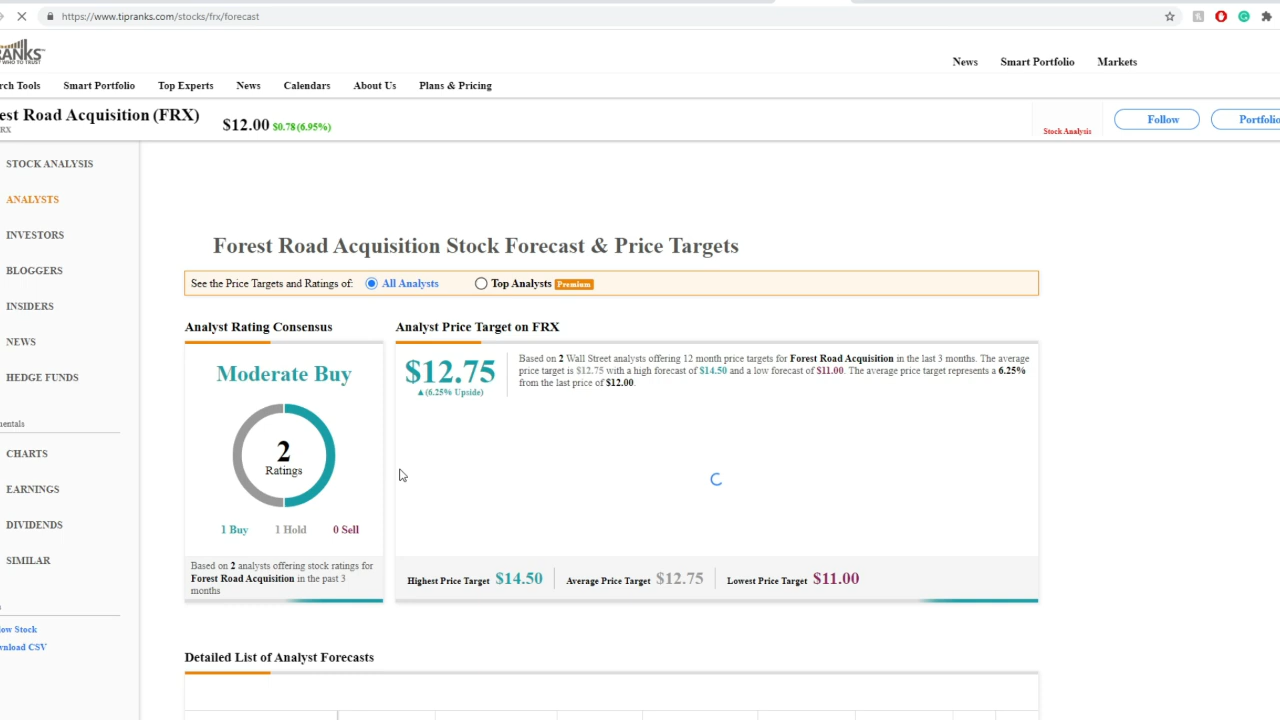 https://www.tipranks.com/stocks/frx/forecast
RANKS
WHO TO TRUST
News Smart Portfolio Markets
rch Tools Smart Portfolio Top Experts News Calendars About Us Plans & Pricing
est Road Acquisition (FRX)
RX
$12.00 $0.78(6.95%)
Stock Analysis
Follow
Portfolio
STOCK ANALYSIS
ANALYSTS
INVESTORS
BLOGGERS
INSIDERS
NEWS
HEDGE FUNDS
mentals
CHARTS
EARNINGS
DIVIDENDS
SIMILAR
low Stock
wnload CSV
Forest Road Acquisition Stock Forecast & Price Targets
See the Price Targets and Ratings of: All Analysts Top Analysts Premium
Analyst Rating Consensus
Moderate Buy
2
Ratings
1 Buy 1 Hold 0 Sell
Based on 2 analysts offering stock ratings for
Forest Road Acquisition in the past 3
months
Analyst Price Target on FRX
$12.75
▲(6.25% Upside)
Based on 2 Wall Street analysts offering 12 month price targets for Forest Road Acquisition in the last 3 months. The average
price target is $12.75 with a high forecast of $14.50 and a low forecast of $11.00. The average price target represents a 6.25%
from the last price of $12.00.
Highest Price Target $14.50 Average Price Target $12.75 Lowest Price Target $11.00
Detailed List of Analyst Forecasts